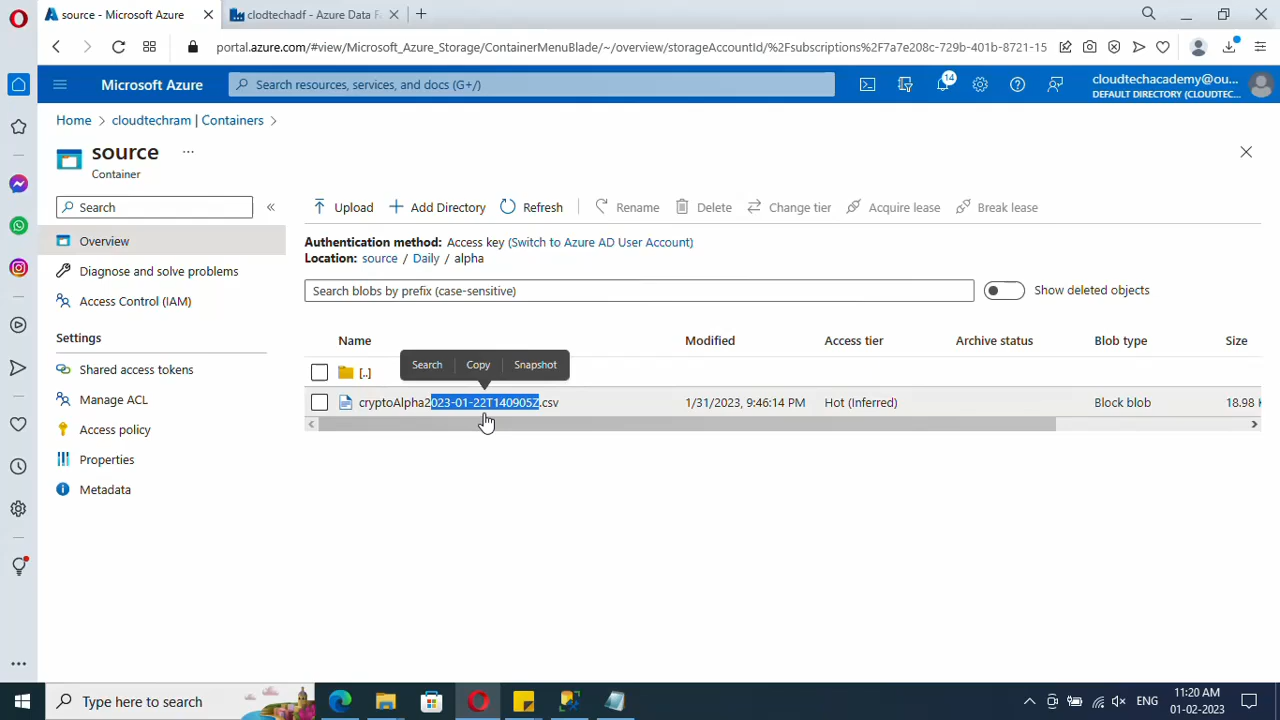 source - Microsoft Azure
clodtechadf - Azure Data F
portal.azure.com/#view/Microsoft_Azure_Storage/ContainerMenuBlade/~/overview/storageAccountId/%2Fsubscriptions%2F7a7e208c-729b-401b-8721-15
Microsoft Azure
Search resources, services, and docs (G+/)
14
cloudtechacademy@ou...
DEFAULT DIRECTORY (CLOUDTEC...
Home > cloudtechram | Containers >
source ...
Container
Search
Upload
Add Directory
Refresh
Rename
Delete
Change tier
Acquire lease
Break lease
Overview
Diagnose and solve problems
Access Control (IAM)
Settings
Shared access tokens
Manage ACL
Access policy
Properties
Metadata
Authentication method: Access key (Switch to Azure AD User Account)
Location: source / Daily / alpha
Search blobs by prefix (case-sensitive)
Show deleted objects
Name
Modified
Access tier
Archive status
Blob type
Size
Search
Copy
Snapshot
[..]
cryptoAlpha2023-01-22T140905Z.csv
1/31/2023, 9:46:14 PM
Hot (Inferred)
Block blob
18.98 K
Type here to search
ENG
11:20 AM
01-02-2023